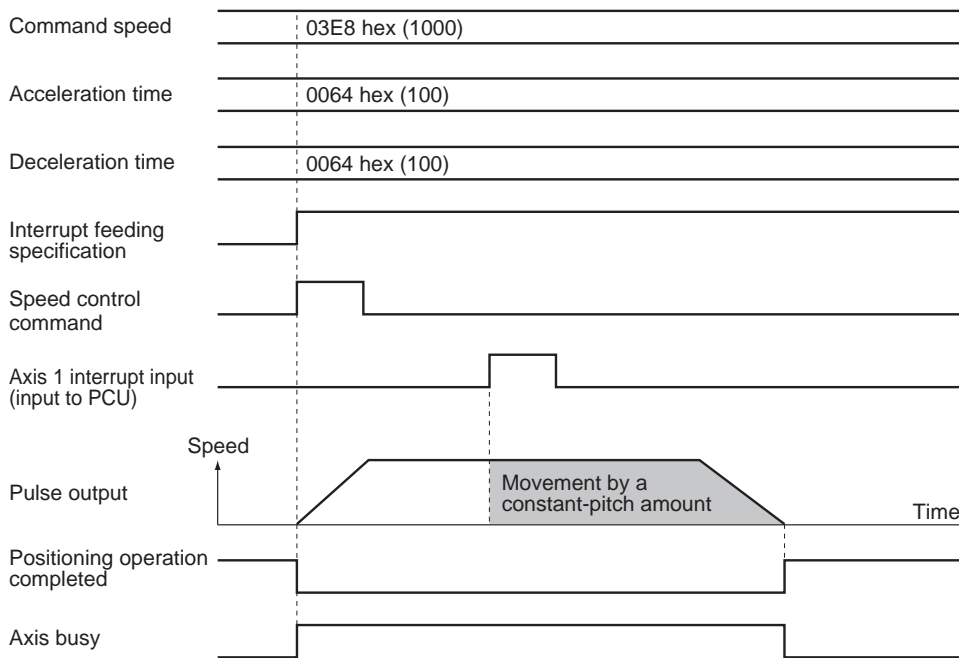 Command speed
03E8 hex (1000)
Acceleration time
0064 hex (100)
Deceleration time
0064 hex (100)
Interrupt feeding
specification
Speed control
command
Axis 1 interrupt input
(input to PCU)
Speed
Pulse output
Movement by a
constant-pitch amount
Time
Positioning operation
completed
Axis busy